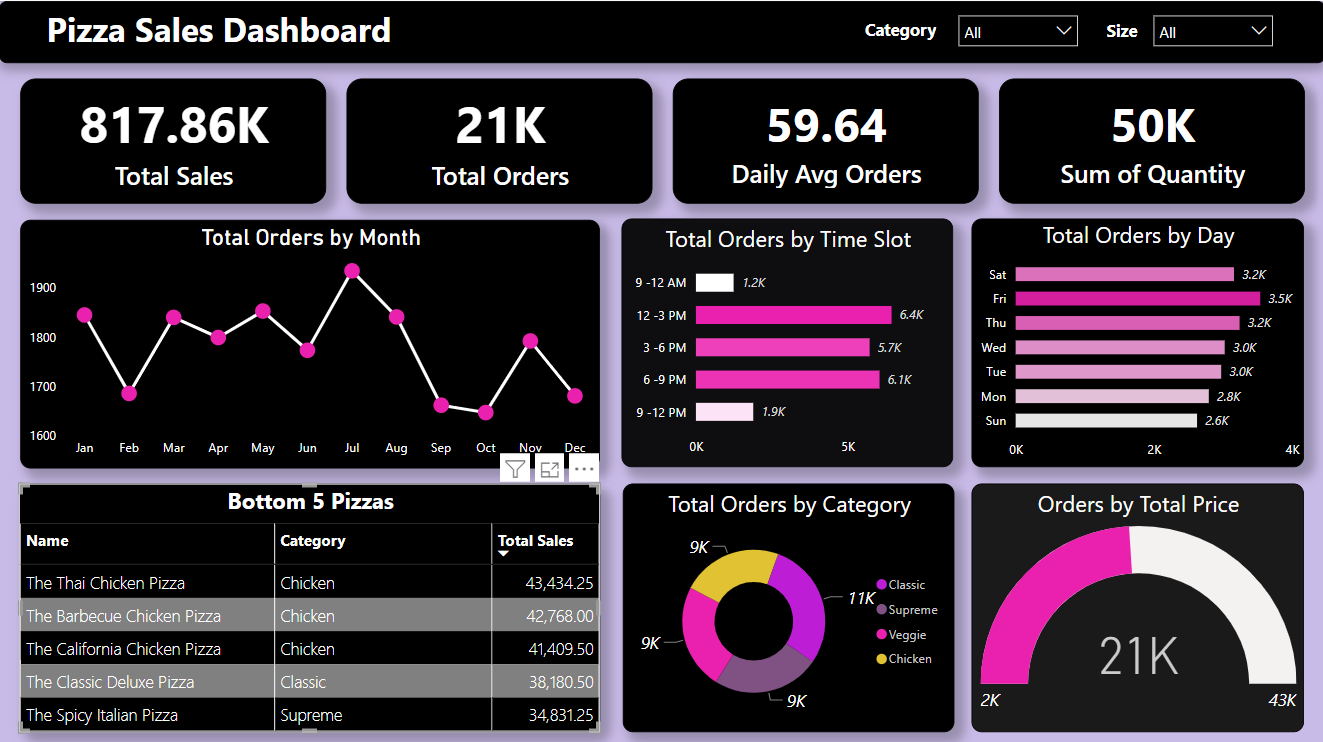 Pizza Sales Dashboard
Category All Size All
817.86K
Total Sales
21K
Total Orders
59.64
Daily Avg Orders
50K
Sum of Quantity
Total Orders by Month
1900
1800
1700
1600
Jan Feb Mar Apr May Jun Jul Aug Sep Oct Nov Dec
Total Orders by Time Slot
9 -12 AM 1.2K
12 -3 PM 6.4K
3 -6 PM 5.7K
6 -9 PM 6.1K
9 -12 PM 1.9K
0K 5K
Total Orders by Day
Sat 3.2K
Fri 3.5K
Thu 3.2K
Wed 3.0K
Tue 3.0K
Mon 2.8K
Sun 2.6K
0K 2K 4K
Bottom 5 Pizzas
Name Category Total Sales
The Thai Chicken Pizza Chicken 43,434.25
The Barbecue Chicken Pizza Chicken 42,768.00
The California Chicken Pizza Chicken 41,409.50
The Classic Deluxe Pizza Classic 38,180.50
The Spicy Italian Pizza Supreme 34,831.25
Total Orders by Category
9K
11K
9K
9K
Classic
Supreme
Veggie
Chicken
Orders by Total Price
21K
2K 43K